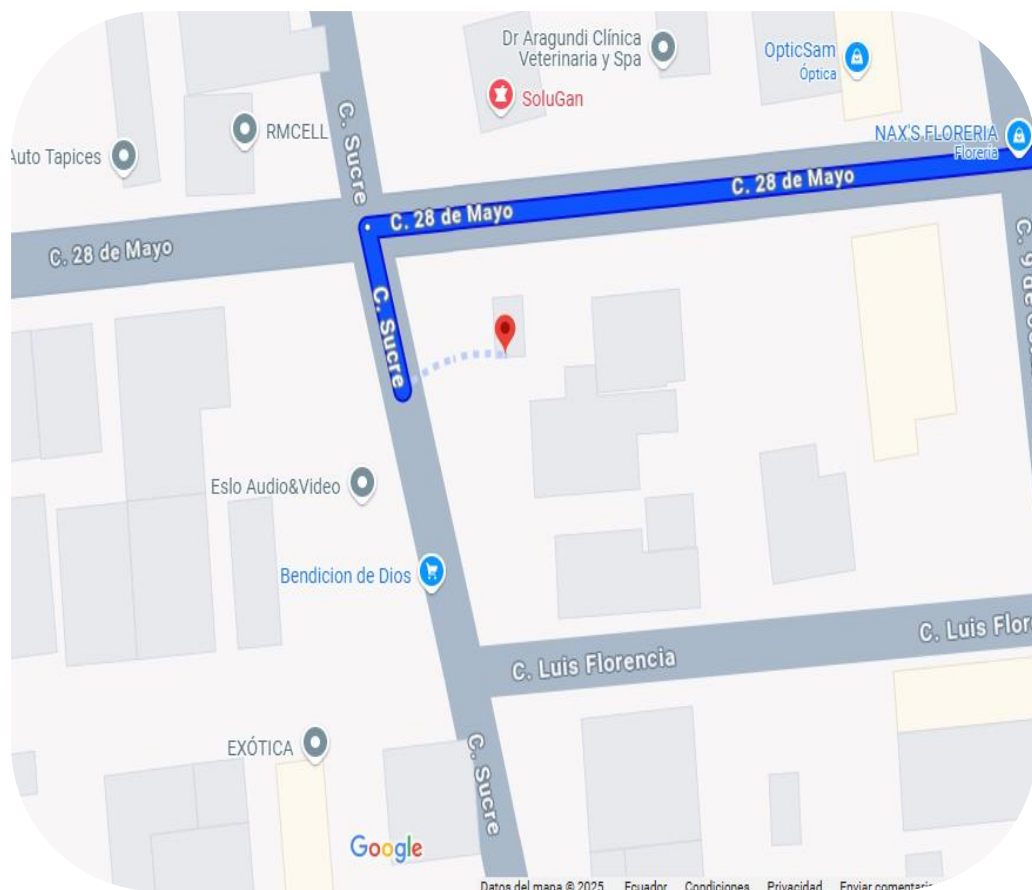 Dr Aragundi Clínica
Veterinaria y Spa
OpticSam
Óptica
SoluGan
C. Sucre
RMCELL
NAX'S FLORERIA
Florería
Auto Tapices
C. 28 de Mayo
C. 28 de Mayo
C. 28 de Mayo
C. Sucre
Eslo Audio&Video
Bendicion de Dios
C. Luis Florencia
C. Luis
EXÓTICA
C. Sucre
Google
Datos del mapa © 2025 Ecuador Condiciones Privacidad Enviar